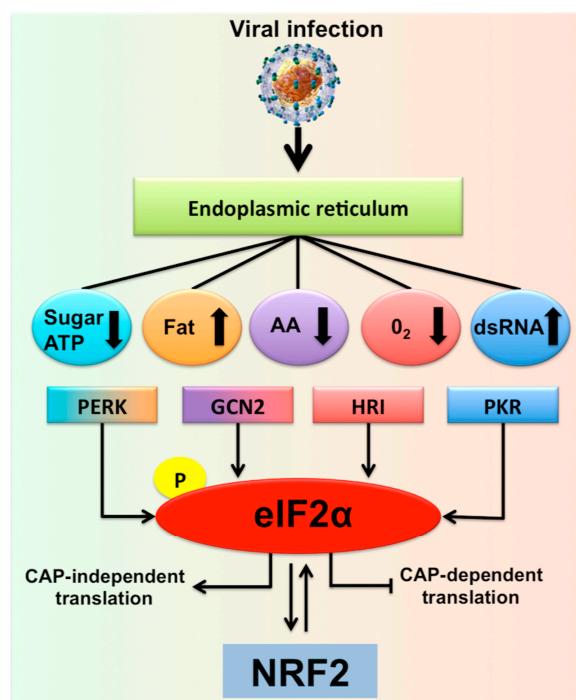 Viral infection
Endoplasmic reticulum
Sugar
ATP
Fat
AA
0₂
dsRNA
PERK
GCN2
HRI
PKR
P
eIF2α
CAP-independent
translation
CAP-dependent
translation
NRF2